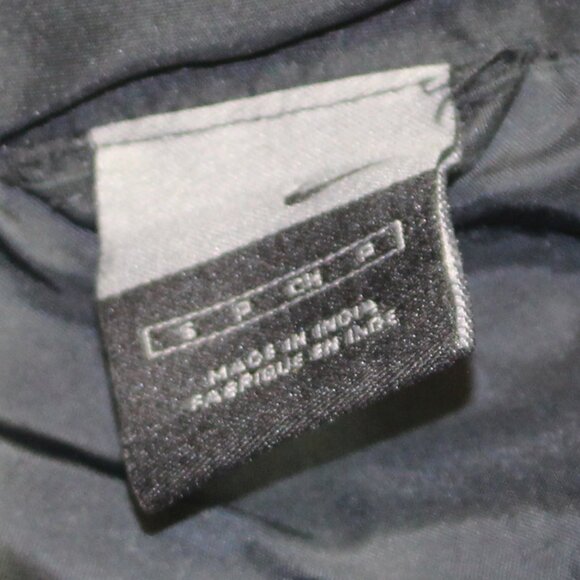 S P CH P
MADE IN INDIA
FABRIQUE EN INDE